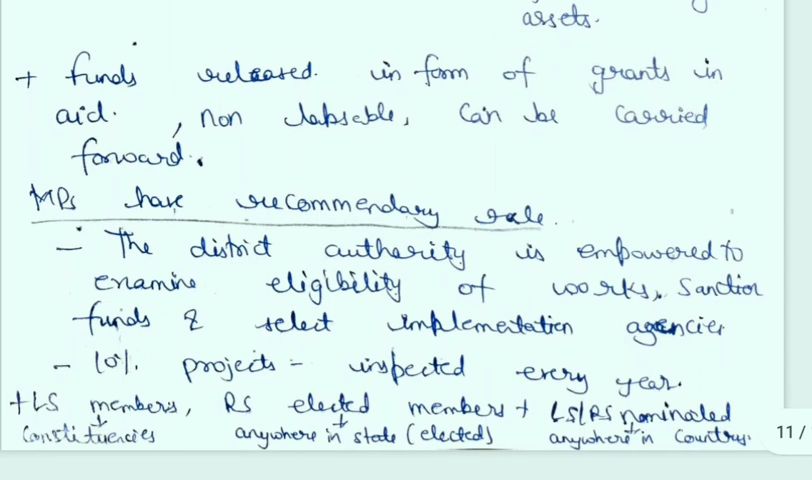 assets.
+ funds released. in form of grants in
aid. , non labsable, can be carried
forward.
MPs have recommendary role.
- The district authority is empowered to
examine eligibility of works, Sanction
funds & select implementation agencies
- 10% projects - inspected every year.
+ LS members, RS elected members + LS/RS nominated
↓ ↓ ↓
Constituencies anywhere in state (elected) anywhere in Country.
11 /